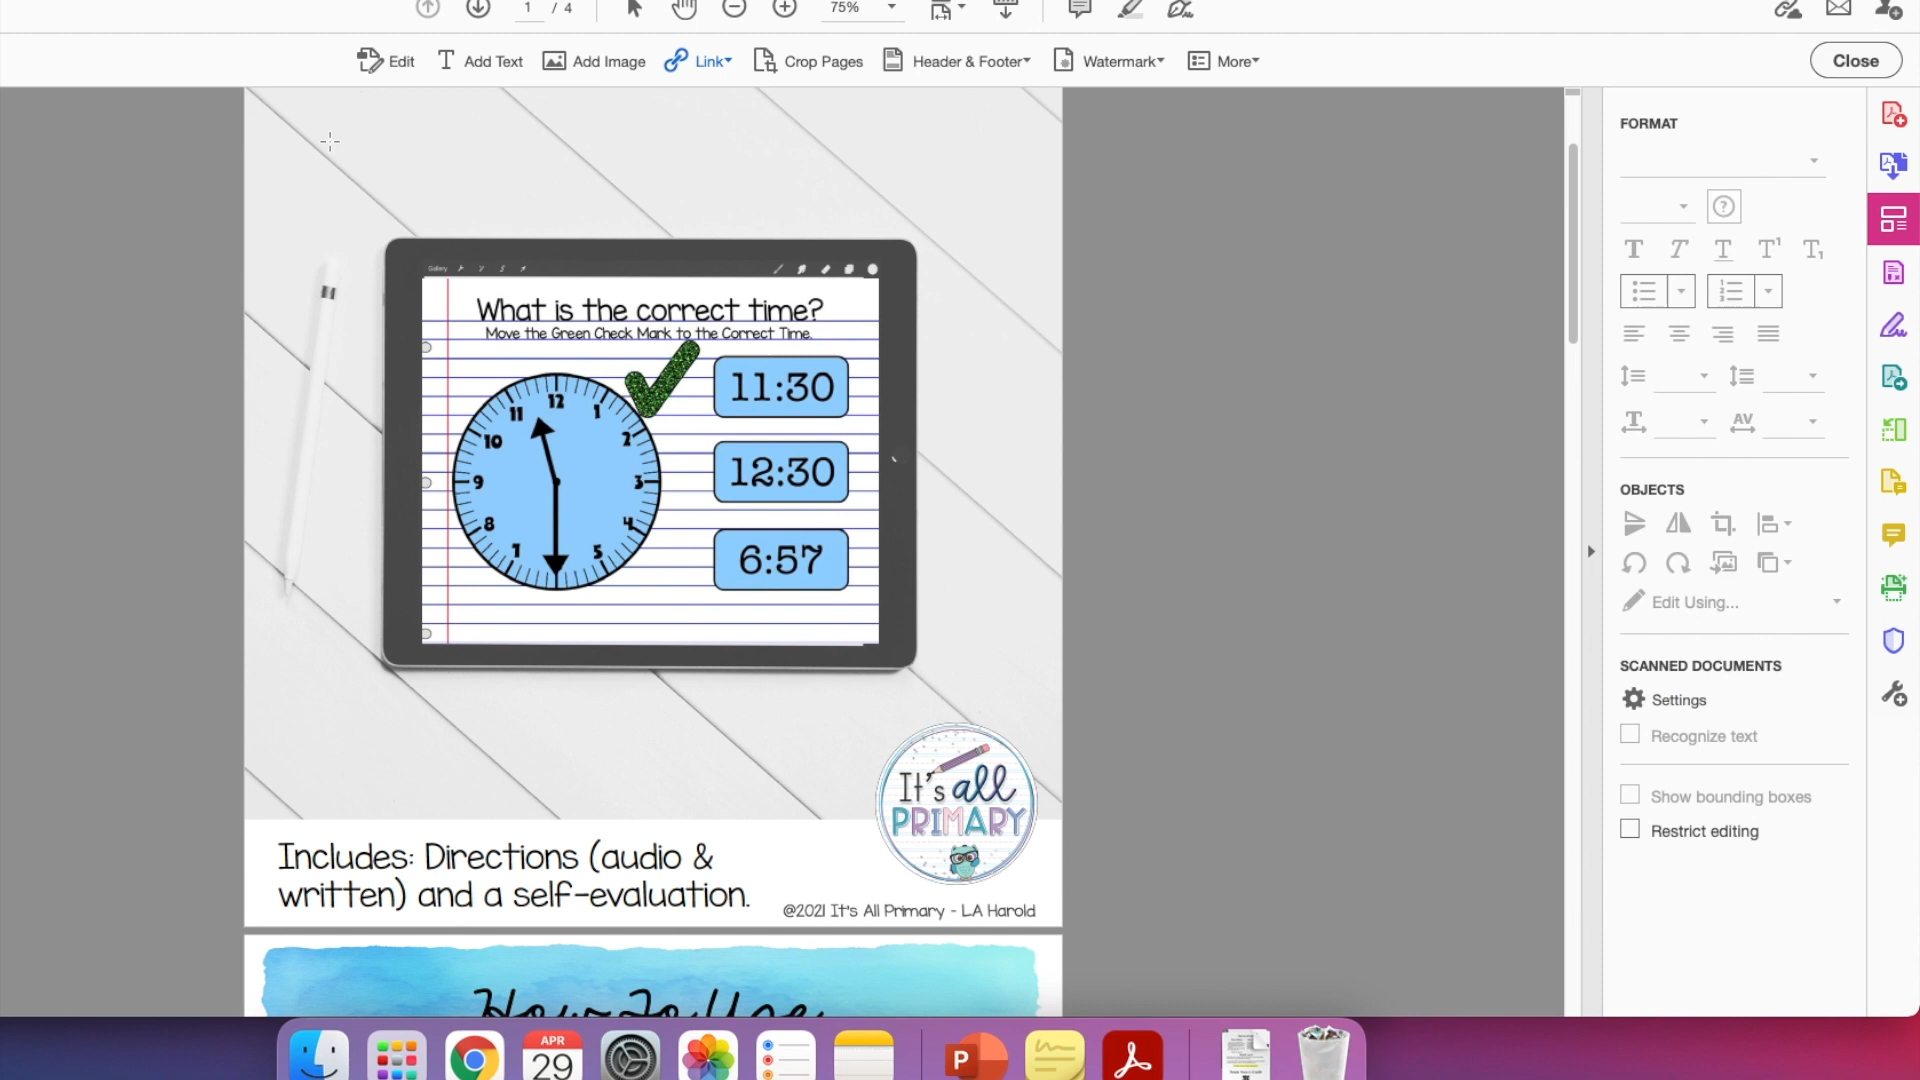 1 / 4 75%
Edit Add Text Add Image Link Crop Pages Header & Footer Watermark More Close
FORMAT
OBJECTS
Edit Using...
SCANNED DOCUMENTS
Settings
Recognize text
Show bounding boxes
Restrict editing
Gallery
What is the correct time?
Move the Green Check Mark to the Correct Time.
12
1
2
3
4
5
7
8
9
10
11
11:30
12:30
6:57
It's all
PRIMARY
Includes: Directions (audio &
written) and a self-evaluation.
@2021 It's All Primary - LA Harold
How To Use
APR
29
P